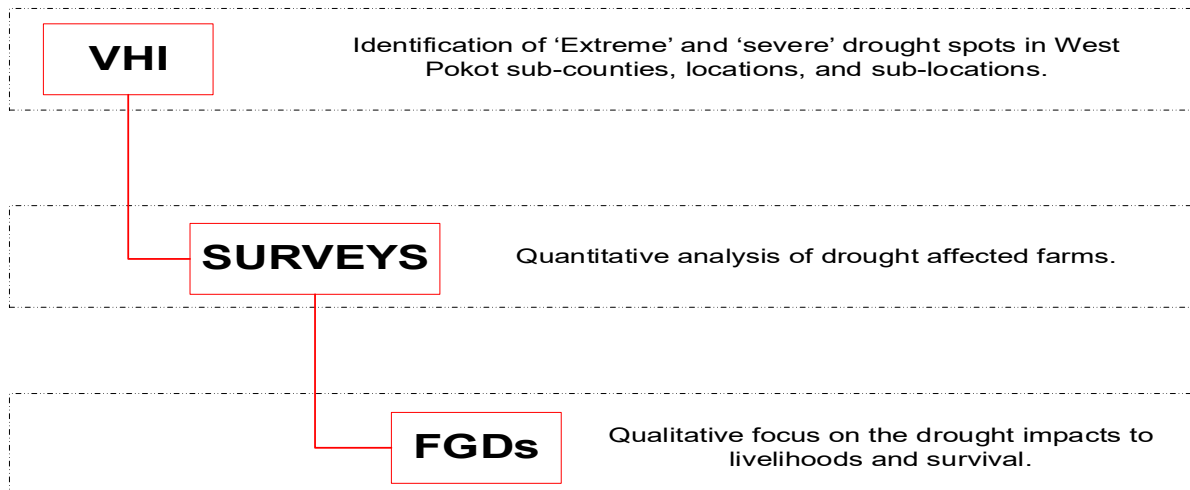 VHI
Identification of ‘Extreme’ and ‘severe’ drought spots in West
Pokot sub-counties, locations, and sub-locations.
SURVEYS
Quantitative analysis of drought affected farms.
FGDs
Qualitative focus on the drought impacts to
livelihoods and survival.